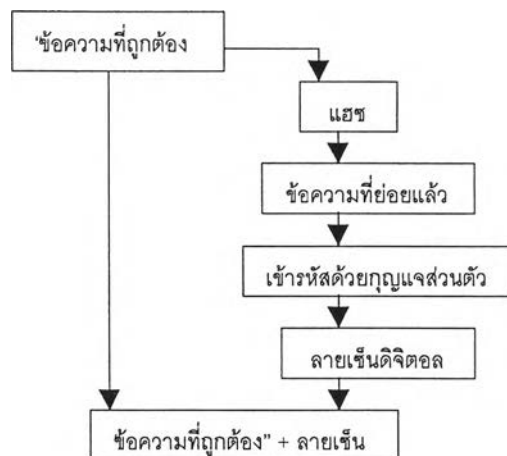 “ข้อความที่ถูกต้อง
แฮช
ข้อความที่ย่อยแล้ว
เข้ารหัสด้วยกุญแจส่วนตัว
ลายเซ็นดิจิตอล
ข้อความที่ถูกต้อง” + ลายเซ็น